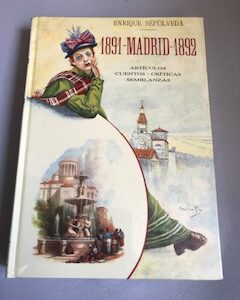 ENRIQUE SEPÚLVEDA
1891-MADRID-1892
ARTÍCULOS
CUENTOS - CRÍTICAS
SEMBLANZAS